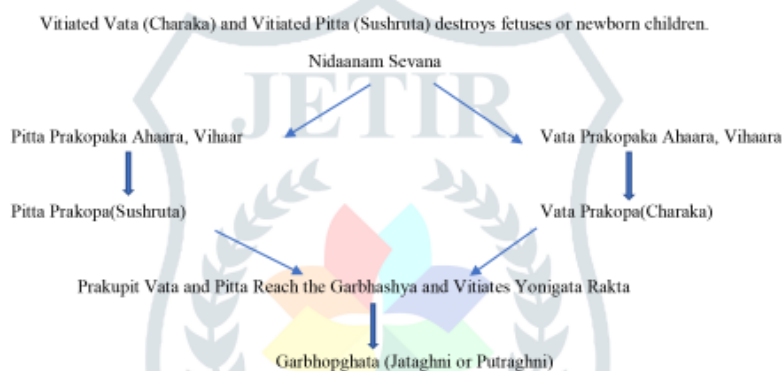 Vitiated Vata (Charaka) and Vitiated Pitta (Sushruta) destroys fetuses or newborn children.
Nidaanam Sevana
JETIR
Pitta Prakopaka Ahaara, Vihaar
Vata Prakopaka Ahaara, Vihaara
Pitta Prakopa(Sushruta)
Vata Prakopa(Charaka)
Prakupit Vata and Pitta Reach the Garbhashya and Vitiates Yonigata Rakta
Garbhopghata (Jataghni or Putraghni)